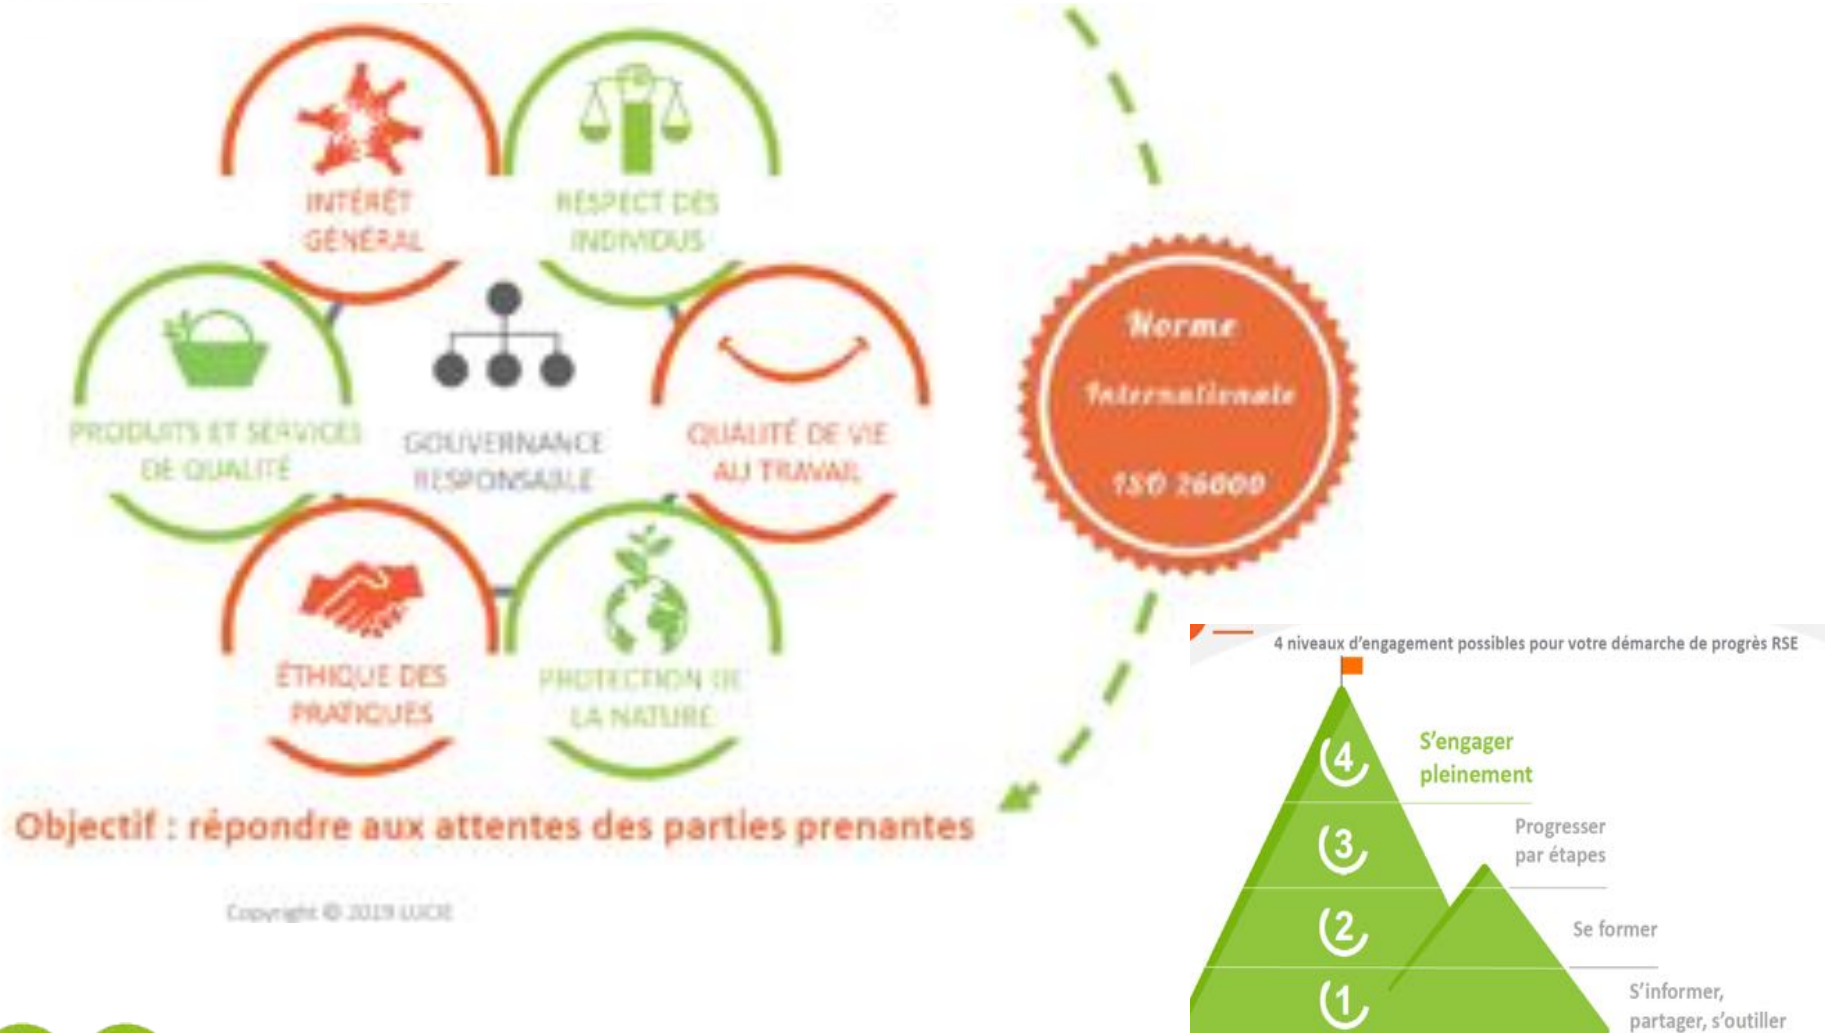 INTÉRÊT
GÉNÉRAL
RESPECT DES
INDIVIDUS
PRODUITS ET SERVICES
DE QUALITÉ
GOUVERNANCE
RESPONSABLE
QUALITÉ DE VIE
AU TRAVAIL
ÉTHIQUE DES
PRATIQUES
PROTECTION DE
LA NATURE
Objectif : répondre aux attentes des parties prenantes
Copyright © 2019 LUCIE
Norme
Internationale
ISO 26000
4 niveaux d'engagement possibles pour votre démarche de progrès RSE
4
S'engager
pleinement
3
Progresser
par étapes
2
Se former
1
S'informer,
partager, s'outiller